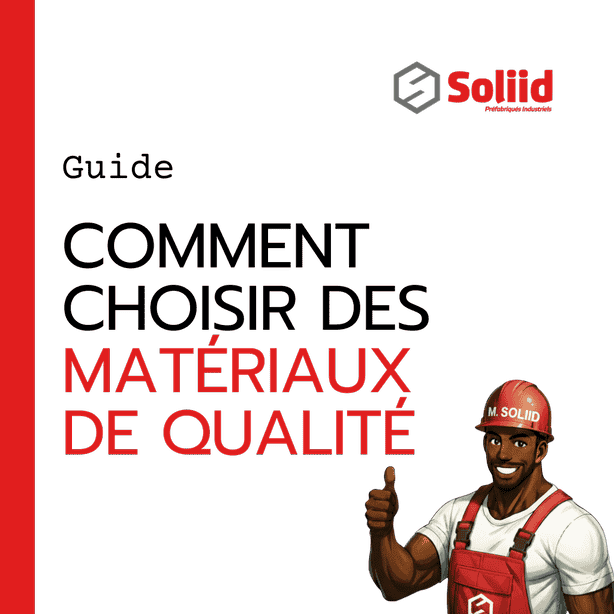 Soliid
Préfabriqués Industriels
Guide
COMMENT
CHOISIR DES
MATÉRIAUX
DE QUALITÉ
M. SOLIID